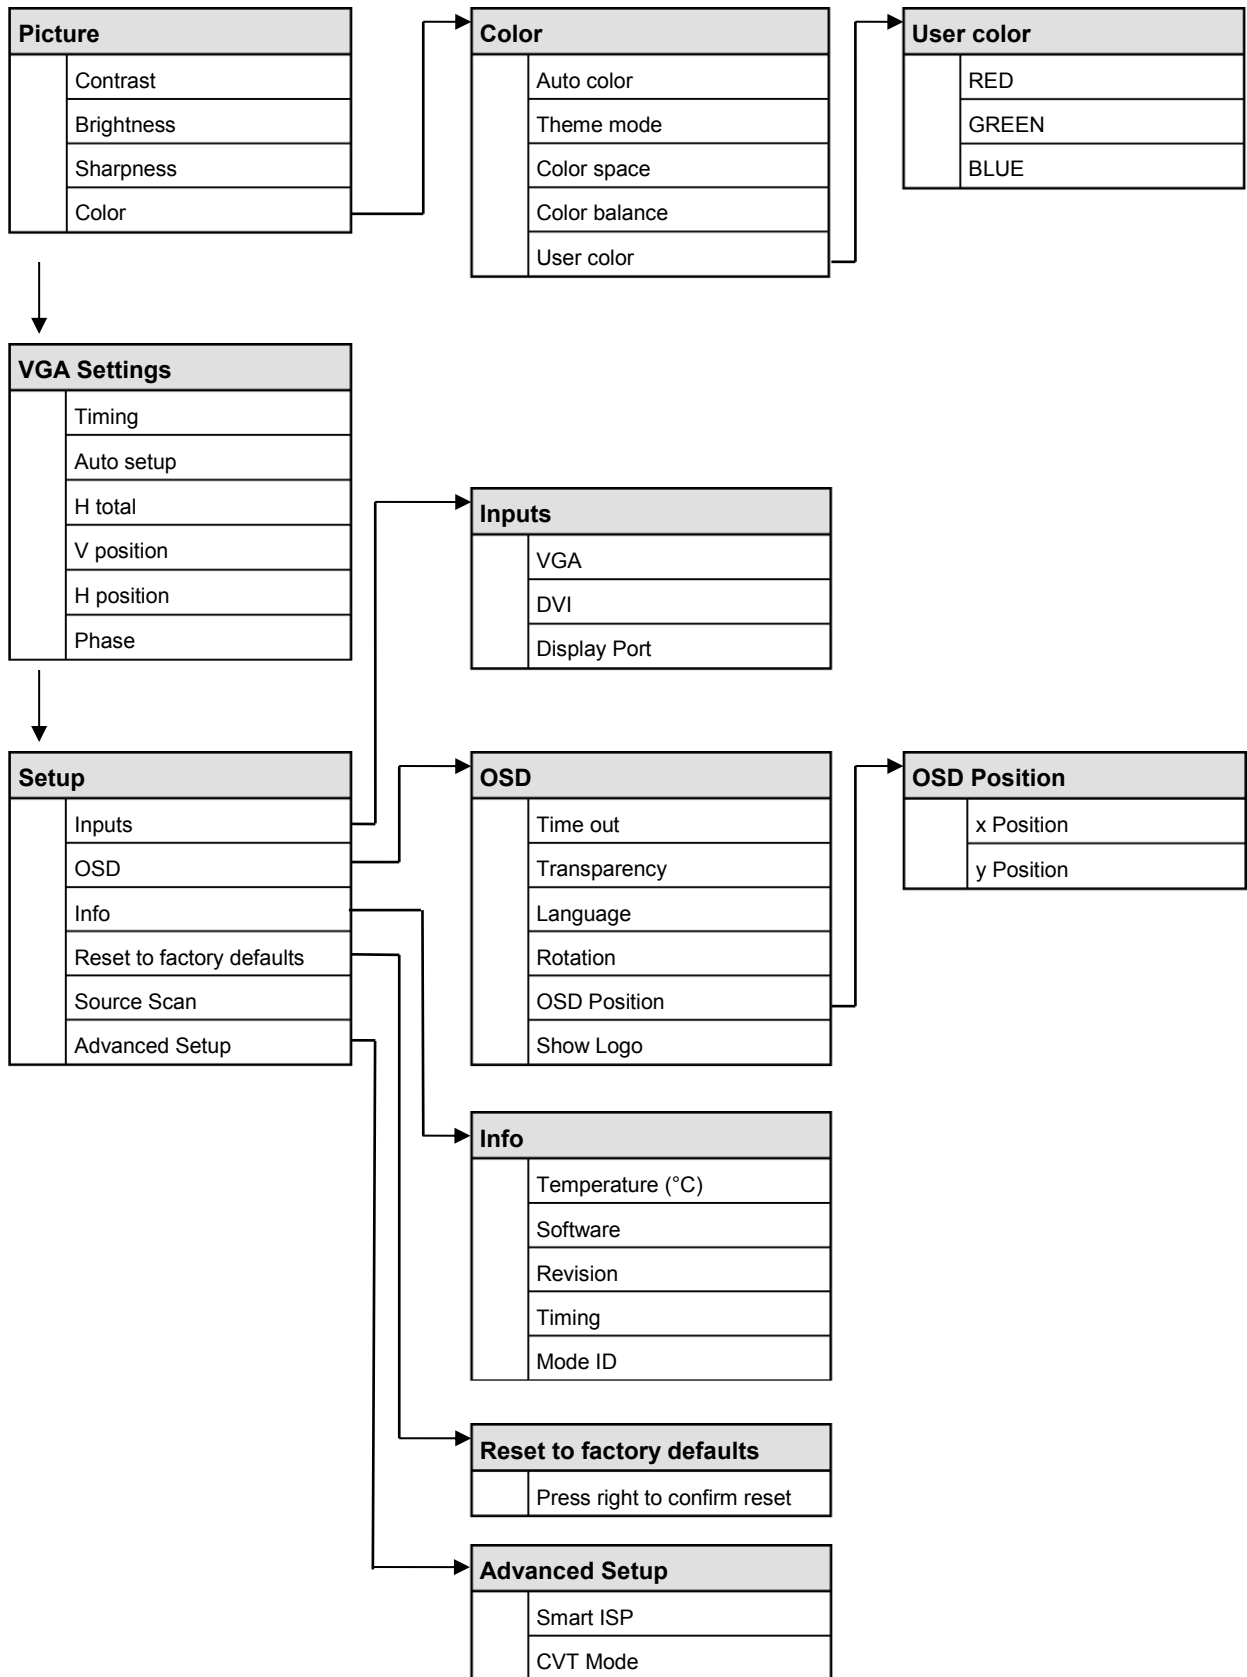 Picture
Contrast
Brightness
Sharpness
Color
Color
Auto color
Theme mode
Color space
Color balance
User color
User color
RED
GREEN
BLUE
VGA Settings
Timing
Auto setup
H total
V position
H position
Phase
Inputs
VGA
DVI
Display Port
Setup
Inputs
OSD
Info
Reset to factory defaults
Source Scan
Advanced Setup
OSD
Time out
Transparency
Language
Rotation
OSD Position
Show Logo
OSD Position
x Position
y Position
Info
Temperature (°C)
Software
Revision
Timing
Mode ID
Reset to factory defaults
Press right to confirm reset
Advanced Setup
Smart ISP
CVT Mode